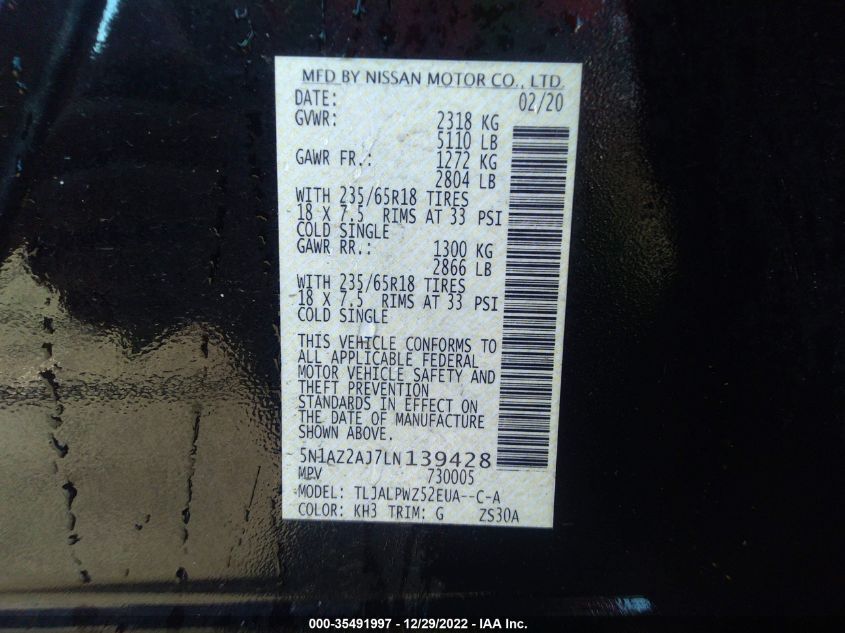 MFD BY NISSAN MOTOR CO., LTD.
DATE: 02/20
GVWR: 2318 KG
5110 LB
GAWR FR.: 1272 KG
2804 LB
WITH 235/65R18 TIRES
18 X 7.5 RIMS AT 33 PSI
COLD SINGLE
GAWR RR.: 1300 KG
2866 LB
WITH 235/65R18 TIRES
18 X 7.5 RIMS AT 33 PSI
COLD SINGLE
THIS VEHICLE CONFORMS TO
ALL APPLICABLE FEDERAL
MOTOR VEHICLE SAFETY AND
THEFT PREVENTION
STANDARDS IN EFFECT ON
THE DATE OF MANUFACTURE
SHOWN ABOVE.
5N1AZ2AJ7LN139428
MPV 730005
MODEL: TLJALPWZ52EUA--C-A
COLOR: KH3 TRIM: G ZS30A
000-35491997 - 12/29/2022 - IAA Inc.